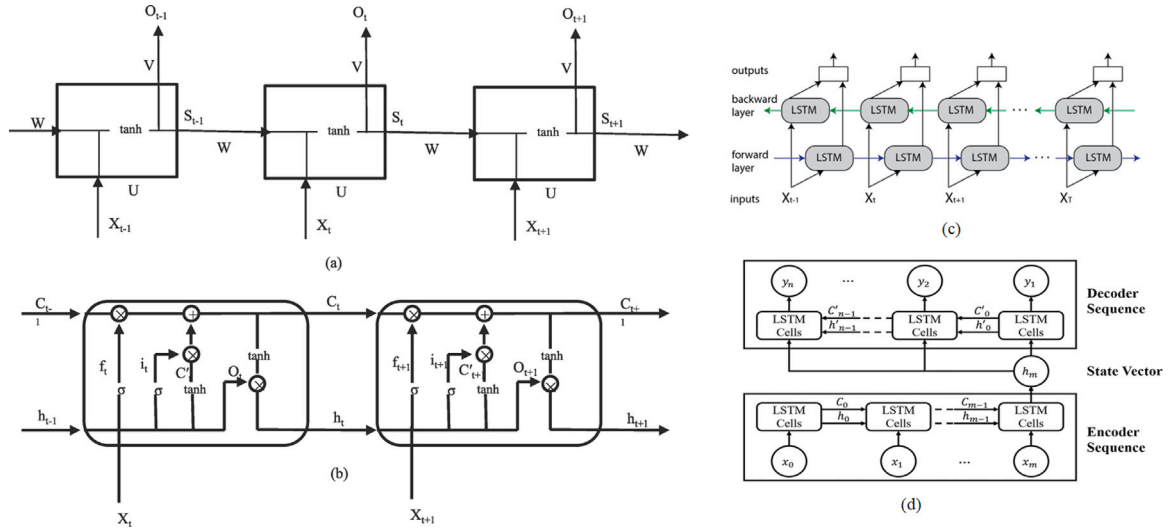 O_{t-1} O_t O_{t+1}
V V V
W tanh S_{t-1} W tanh S_t W tanh S_{t+1} W
U U U
X_{t-1} X_t X_{t+1}
(a)
C_{t-1} C_t C_{t+1}
f_t i_t C' O_t tanh f_{t+1} i_{t+1} C'_{t+1} O_{t+1} tanh
σ σ tanh σ σ tanh
h_{t-1} h_t h_{t+1}
(b)
X_t X_{t+1}
outputs
backward layer LSTM LSTM LSTM ... LSTM
forward layer LSTM LSTM LSTM ... LSTM
inputs X_{t-1} X_t X_{t+1} X_T
(c)
y_n ... y_2 y_1
Decoder Sequence
LSTM Cells C'_{n-1} h'_{n-1} LSTM Cells C'_0 h'_0 LSTM Cells
h_m State Vector
LSTM Cells C_0 h_0 LSTM Cells C_{m-1} h_{m-1} LSTM Cells
Encoder Sequence
x_0 x_1 ... x_m
(d)